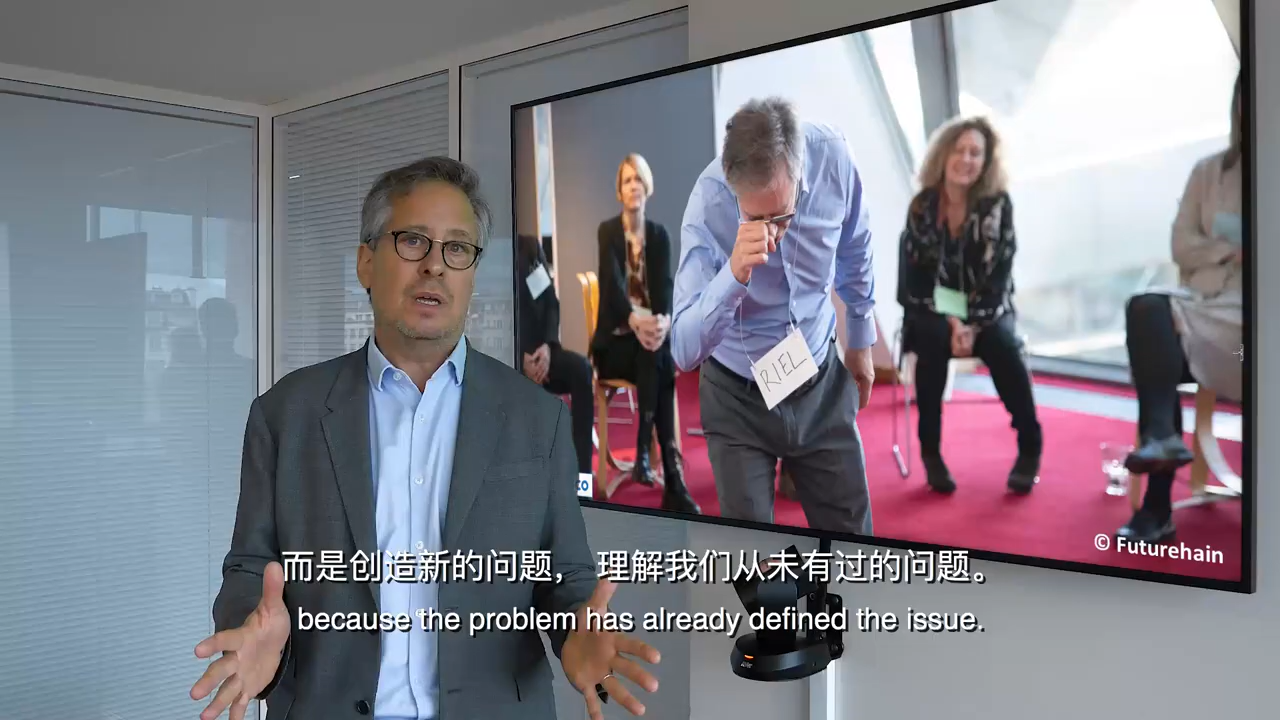 RIEL
co
© Futurehain
而是创造新的问题， 理解我们从未有过的问题。
because the problem has already defined the issue.